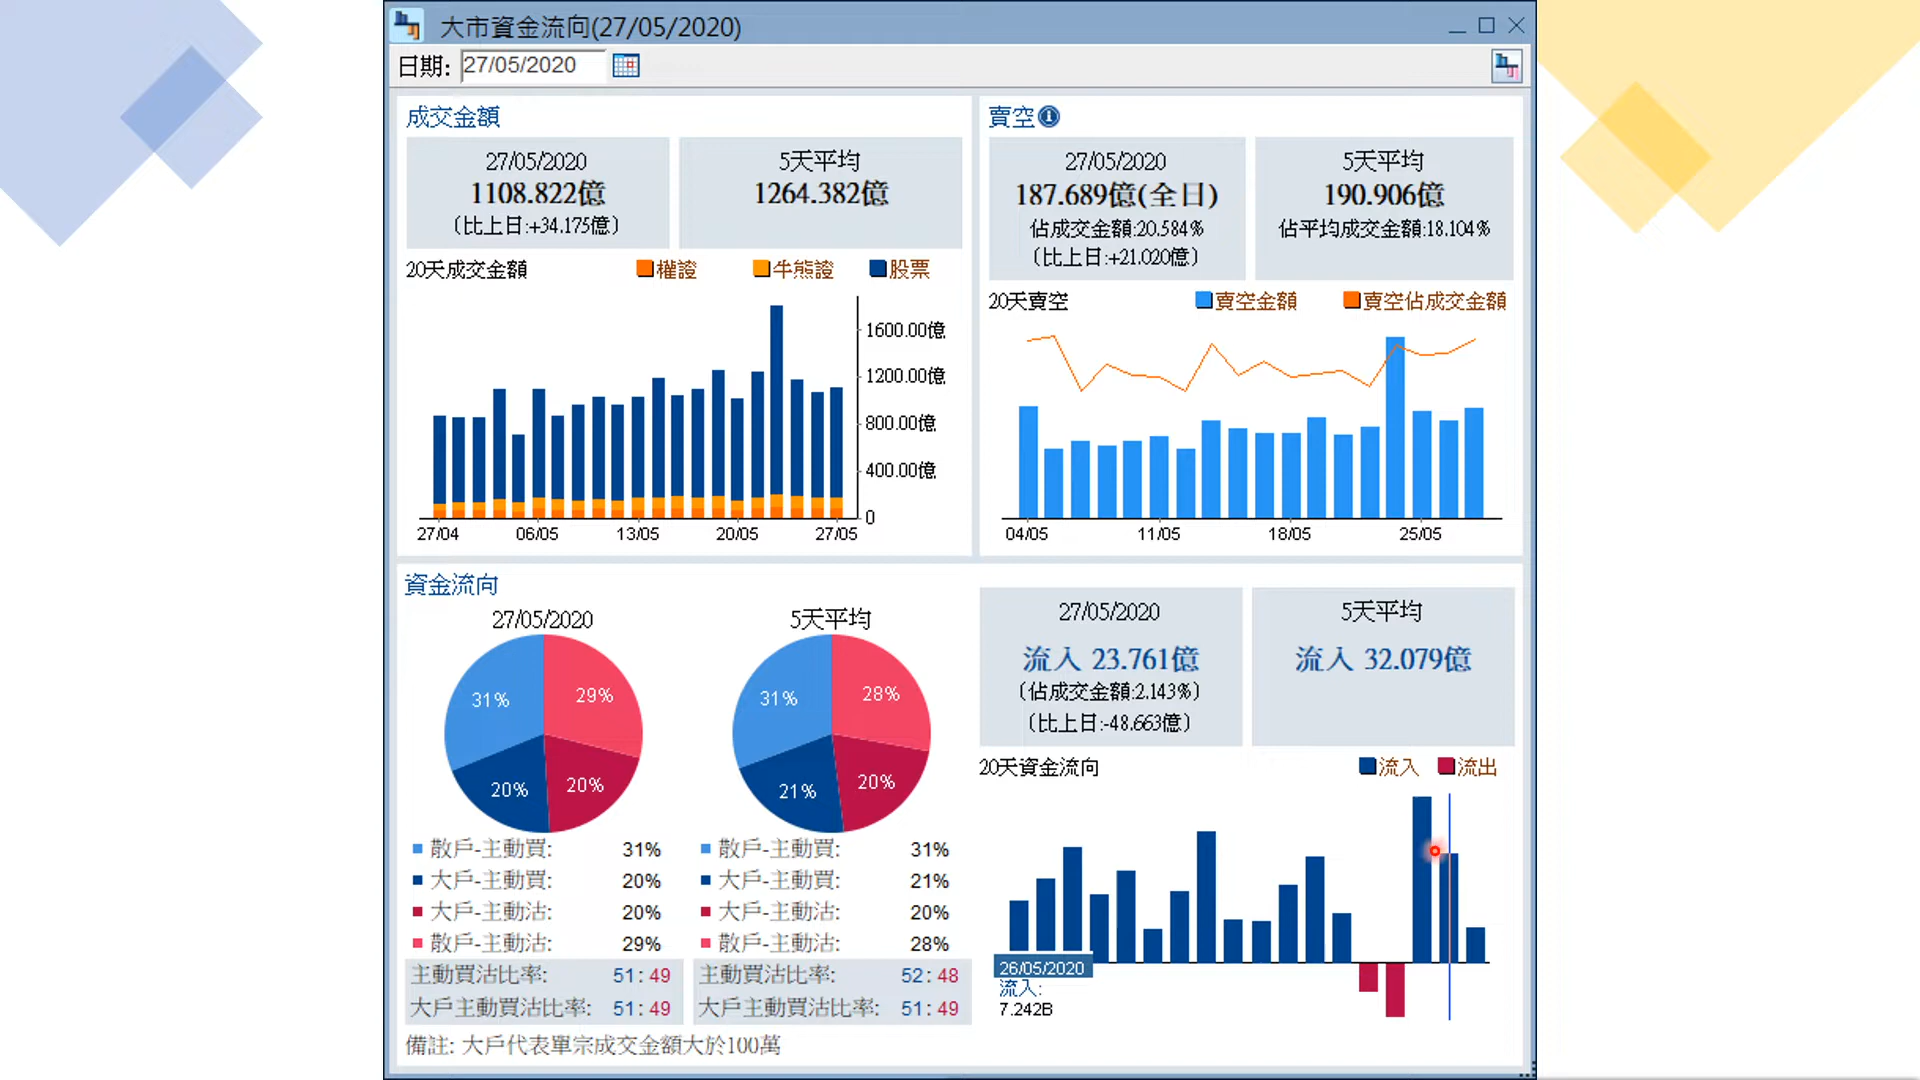 大市資金流向(27/05/2020)
日期: 27/05/2020
成交金額
27/05/2020
1108.822億
(比上日:+34.175億)
5天平均
1264.382億
20天成交金額
權證 牛熊證 股票
1600.00億
1200.00億
800.00億
400.00億
0
27/04 06/05 13/05 20/05 27/05
賣空
27/05/2020
187.689億(全日)
佔成交金額:20.584%
(比上日:+21.020億)
5天平均
190.906億
佔平均成交金額:18.104%
20天賣空
賣空金額 賣空佔成交金額
04/05 11/05 18/05 25/05
資金流向
27/05/2020
31% 29%
20% 20%
散戶-主動買: 31%
大戶-主動買: 20%
大戶-主動沽: 20%
散戶-主動沽: 29%
主動買沽比率: 51:49
大戶主動買沽比率: 51:49
5天平均
31% 28%
21% 20%
散戶-主動買: 31%
大戶-主動買: 21%
大戶-主動沽: 20%
散戶-主動沽: 28%
主動買沽比率: 52:48
大戶主動買沽比率: 51:49
備註: 大戶代表單宗成交金額大於100萬
27/05/2020
流入 23.761億
(佔成交金額:2.143%)
(比上日:-48.663億)
5天平均
流入 32.079億
20天資金流向
流入 流出
26/05/2020
流入:
7.242B